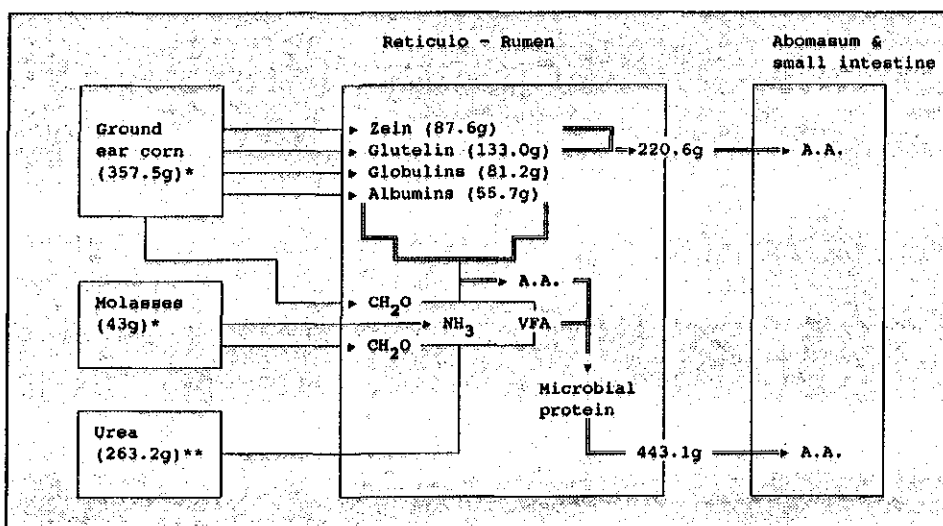 Reticulo - Rumen
Abomasum &
small intestine
Ground
ear corn
(357.5g)*
Zein (87.6g)
Glutelin (133.0g)
Globulins (81.2g)
Albumins (55.7g)
220.6g
A.A.
A.A.
Molasses
(43g)*
CH2O
NH3
VFA
CH2O
Microbial
protein
Urea
(263.2g)**
443.1g
A.A.